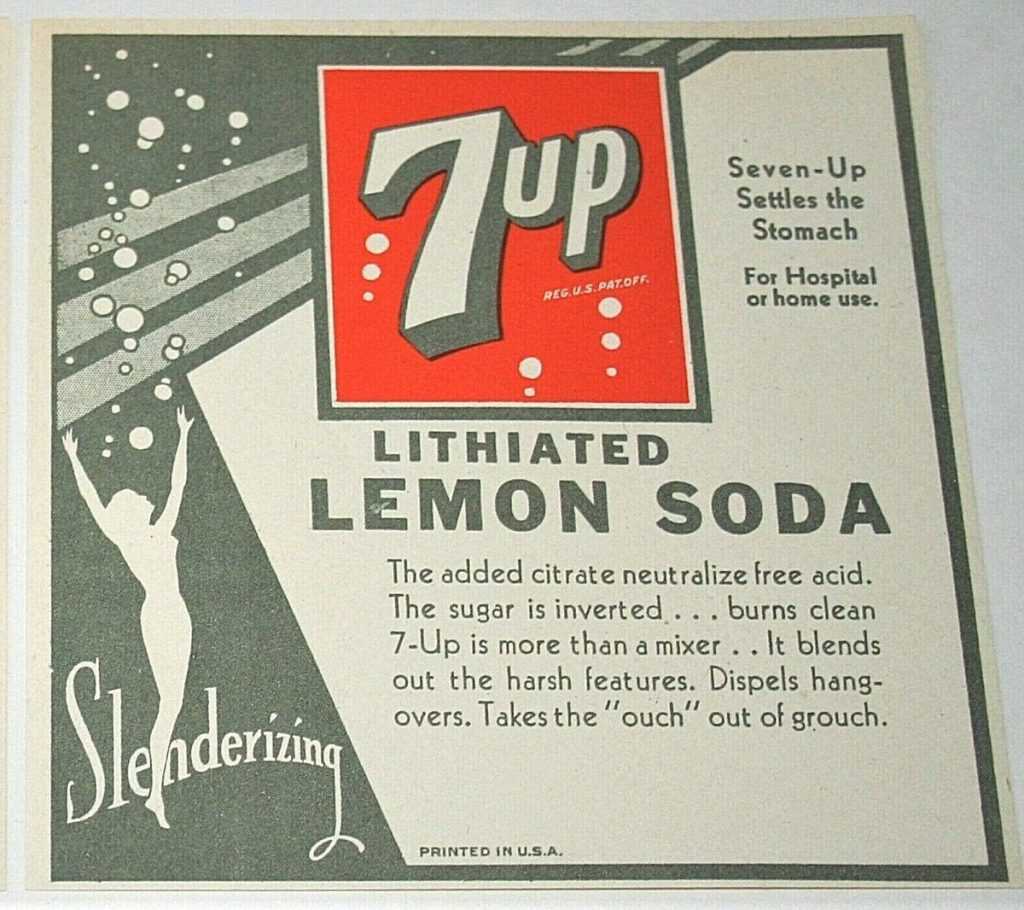 7up
REG.U.S.PAT.OFF.
Seven-Up
Settles the
Stomach
For Hospital
or home use.
LITHIATED
LEMON SODA
The added citrate neutralize free acid.
The sugar is inverted . . . burns clean
7-Up is more than a mixer . . It blends
out the harsh features. Dispels hang-
overs. Takes the "ouch" out of grouch.
Slenderizing
PRINTED IN U.S.A.